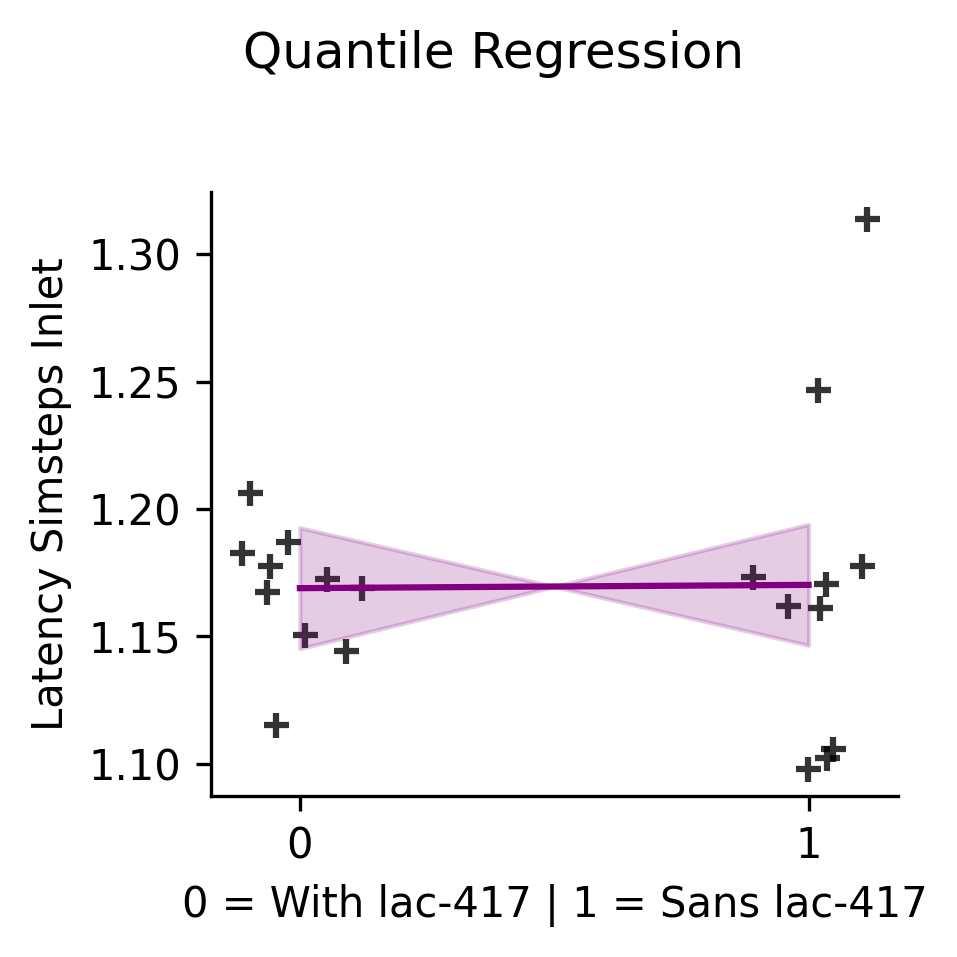 Quantile Regression
Latency Simsteps Inlet
1.30
1.25
1.20
1.15
1.10
0
1
0 = With lac-417 | 1 = Sans lac-417